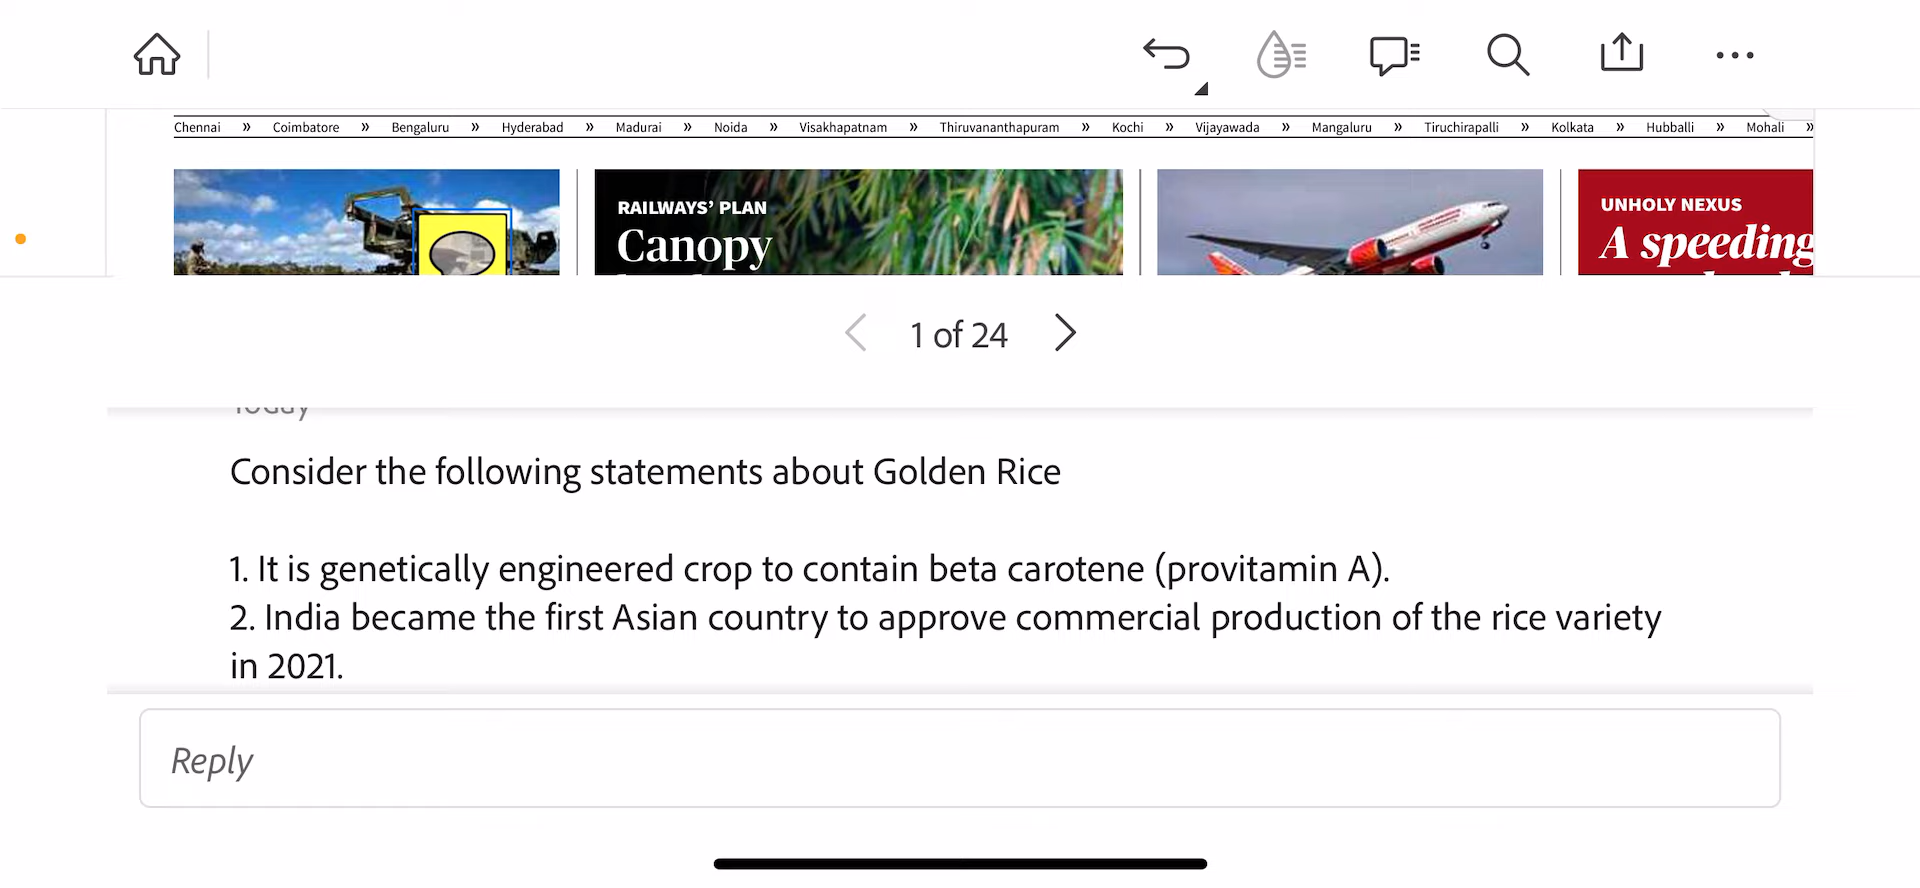 Chennai » Coimbatore » Bengaluru » Hyderabad » Madurai » Noida » Visakhapatnam » Thiruvananthapuram » Kochi » Vijayawada » Mangaluru » Tiruchirapalli » Kolkata » Hubballi » Mohali »
RAILWAYS’ PLAN
Canopy
UNHOLY NEXUS
A speeding
1 of 24
Today
Consider the following statements about Golden Rice
1. It is genetically engineered crop to contain beta carotene (provitamin A).
2. India became the first Asian country to approve commercial production of the rice variety
in 2021.
Reply